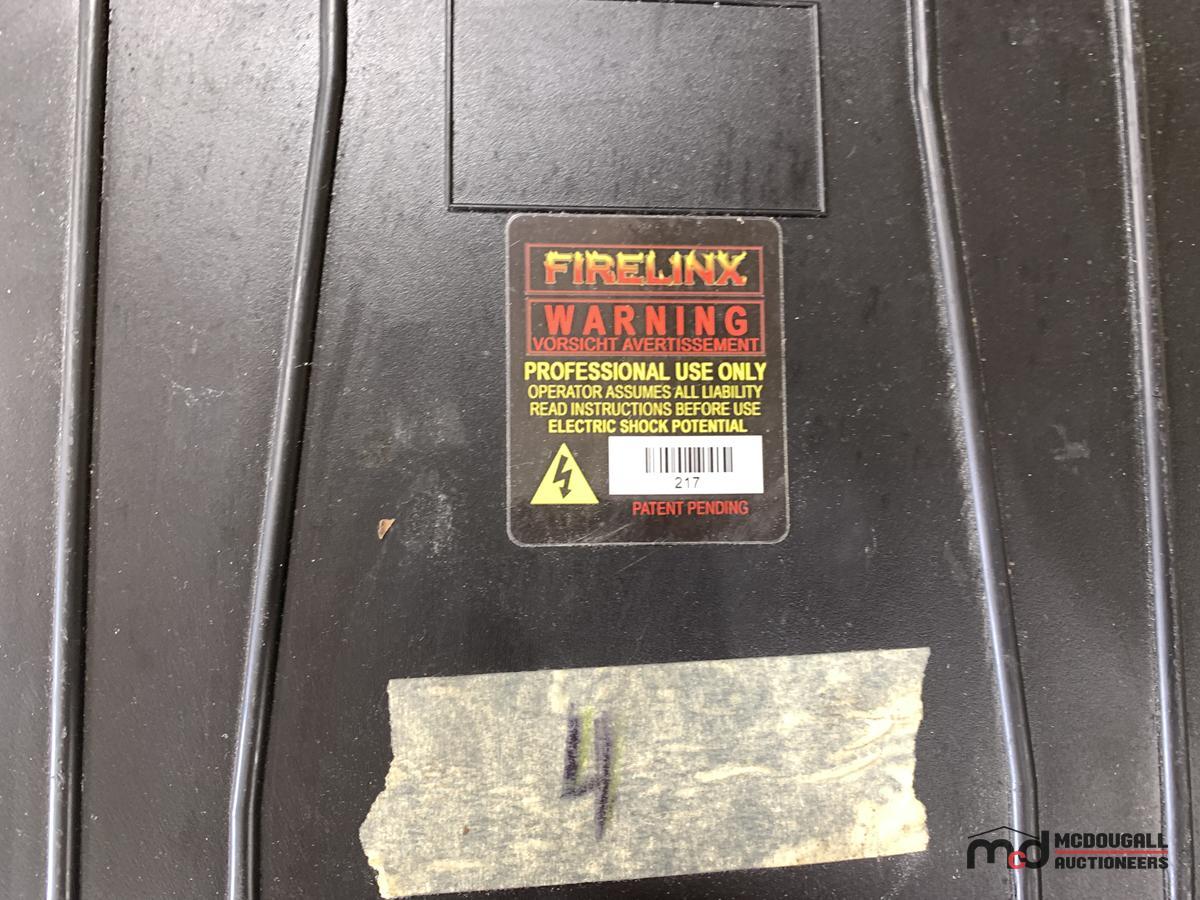 FIRELINX
WARNING
VORSICHT AVERTISSEMENT
PROFESSIONAL USE ONLY
OPERATOR ASSUMES ALL LIABILITY
READ INSTRUCTIONS BEFORE USE
ELECTRIC SHOCK POTENTIAL
217
PATENT PENDING
4
mcd MCDOUGALL
AUCTIONEERS